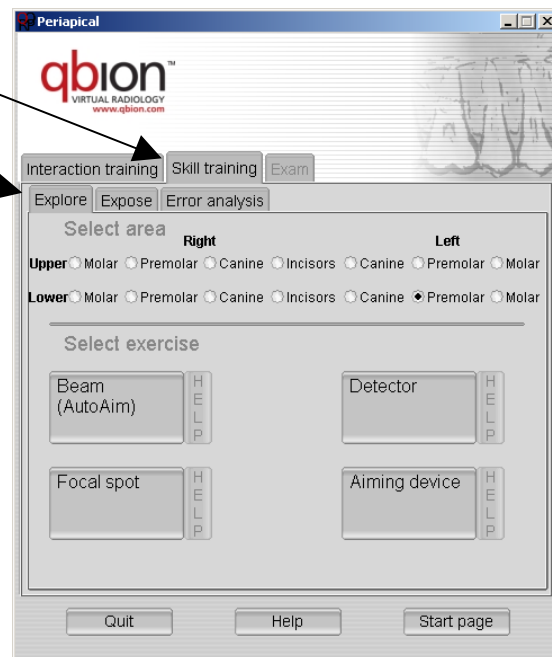 Periapical
qbion™
VIRTUAL RADIOLOGY
www.qbion.com
Interaction training Skill training Exam
Explore Expose Error analysis
Select area
Right Left
Upper Molar Premolar Canine Incisors Canine Premolar Molar
Lower Molar Premolar Canine Incisors Canine Premolar Molar
Select exercise
Beam
(AutoAim)
HELP
Detector
HELP
Focal spot
HELP
Aiming device
HELP
Quit Help Start page